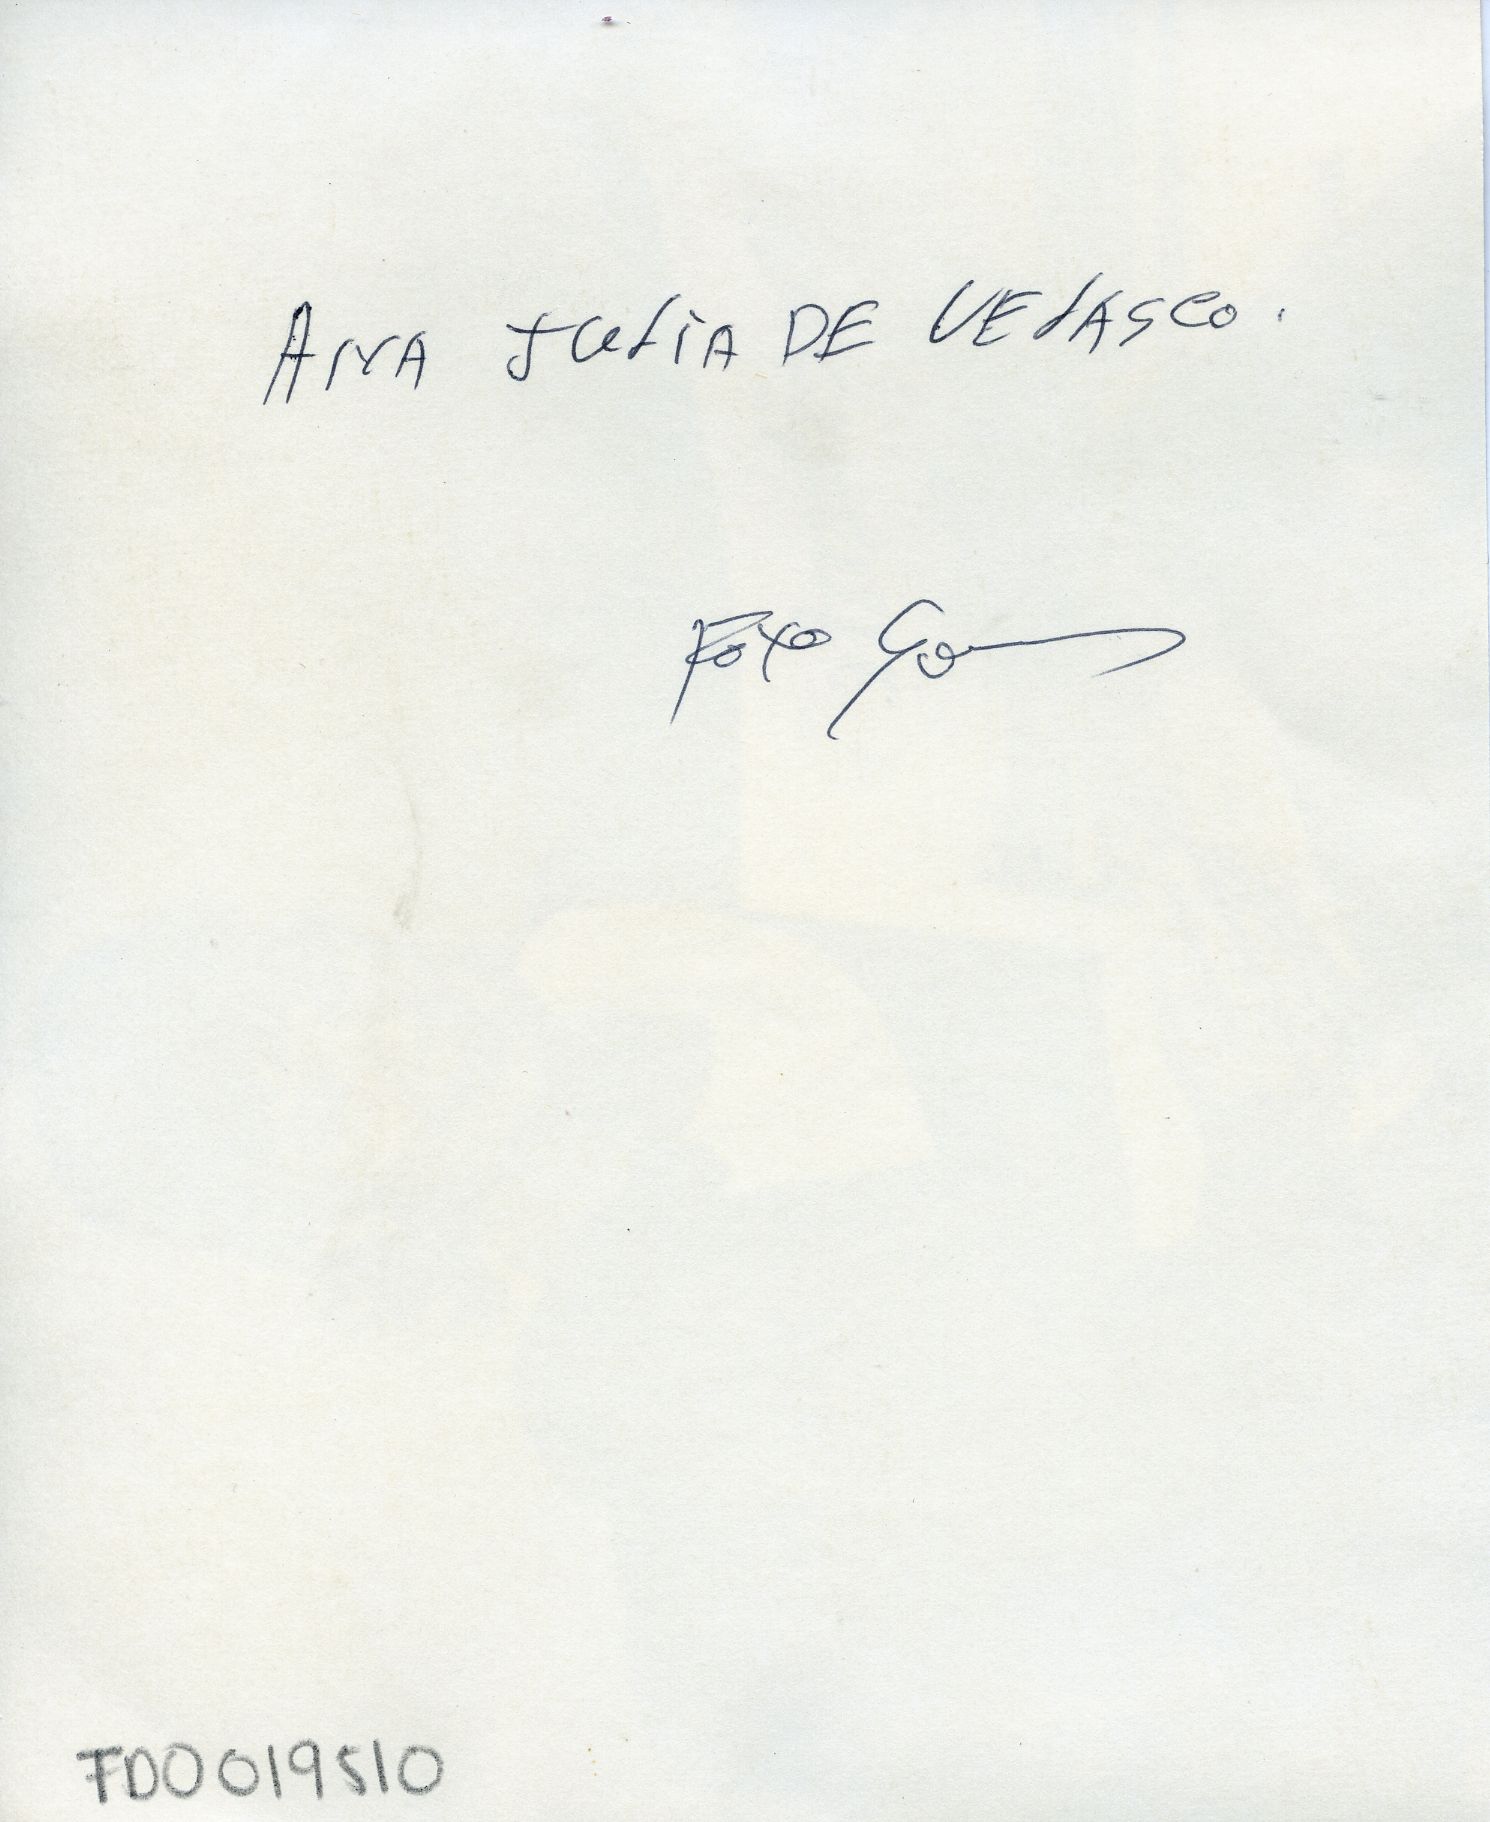 ANA JULIA DE VELASCO.
Foto
FD0019510